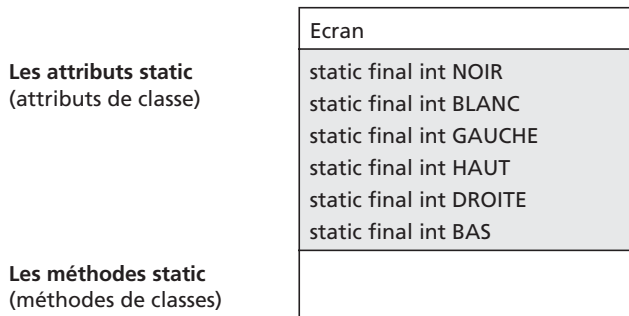 Ecran
Les attributs static
(attributs de classe)
static final int NOIR
static final int BLANC
static final int GAUCHE
static final int HAUT
static final int DROITE
static final int BAS
Les méthodes static
(méthodes de classes)